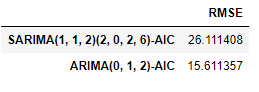 RMSE
SARIMA(1, 1, 2)(2, 0, 2, 6)-AIC 26.111408
ARIMA(0, 1, 2)-AIC 15.611357